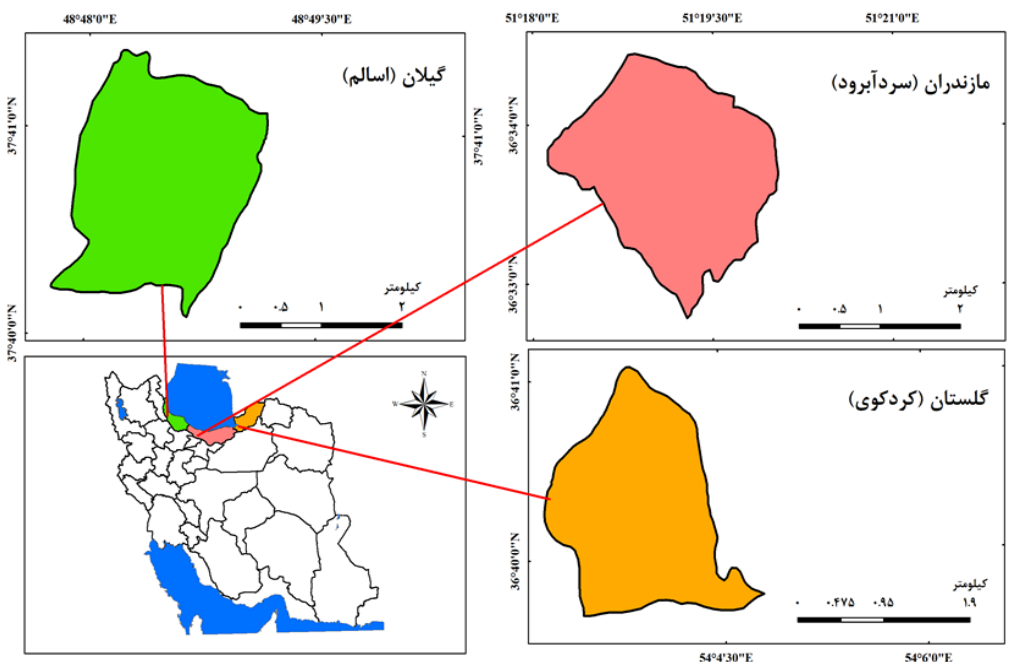 48°48'0"E
48°49'30"E
51°18'0"E
51°19'30"E
51°21'0"E
گیلان (اسالم)
37°41'0"N
37°41'0"N
37°40'0"N
کیلومتر
۰ ۰.۵ ۱ ۲
مازندران (سردآبرود)
36°34'0"N
36°33'0"N
کیلومتر
۰ ۰.۵ ۱ ۲
N
W E
S
گلستان (کردکوی)
36°41'0"N
36°40'0"N
کیلومتر
۰ ۰.۴۷۵ ۰.۹۵ ۱.۹
54°4'30"E
54°6'0"E